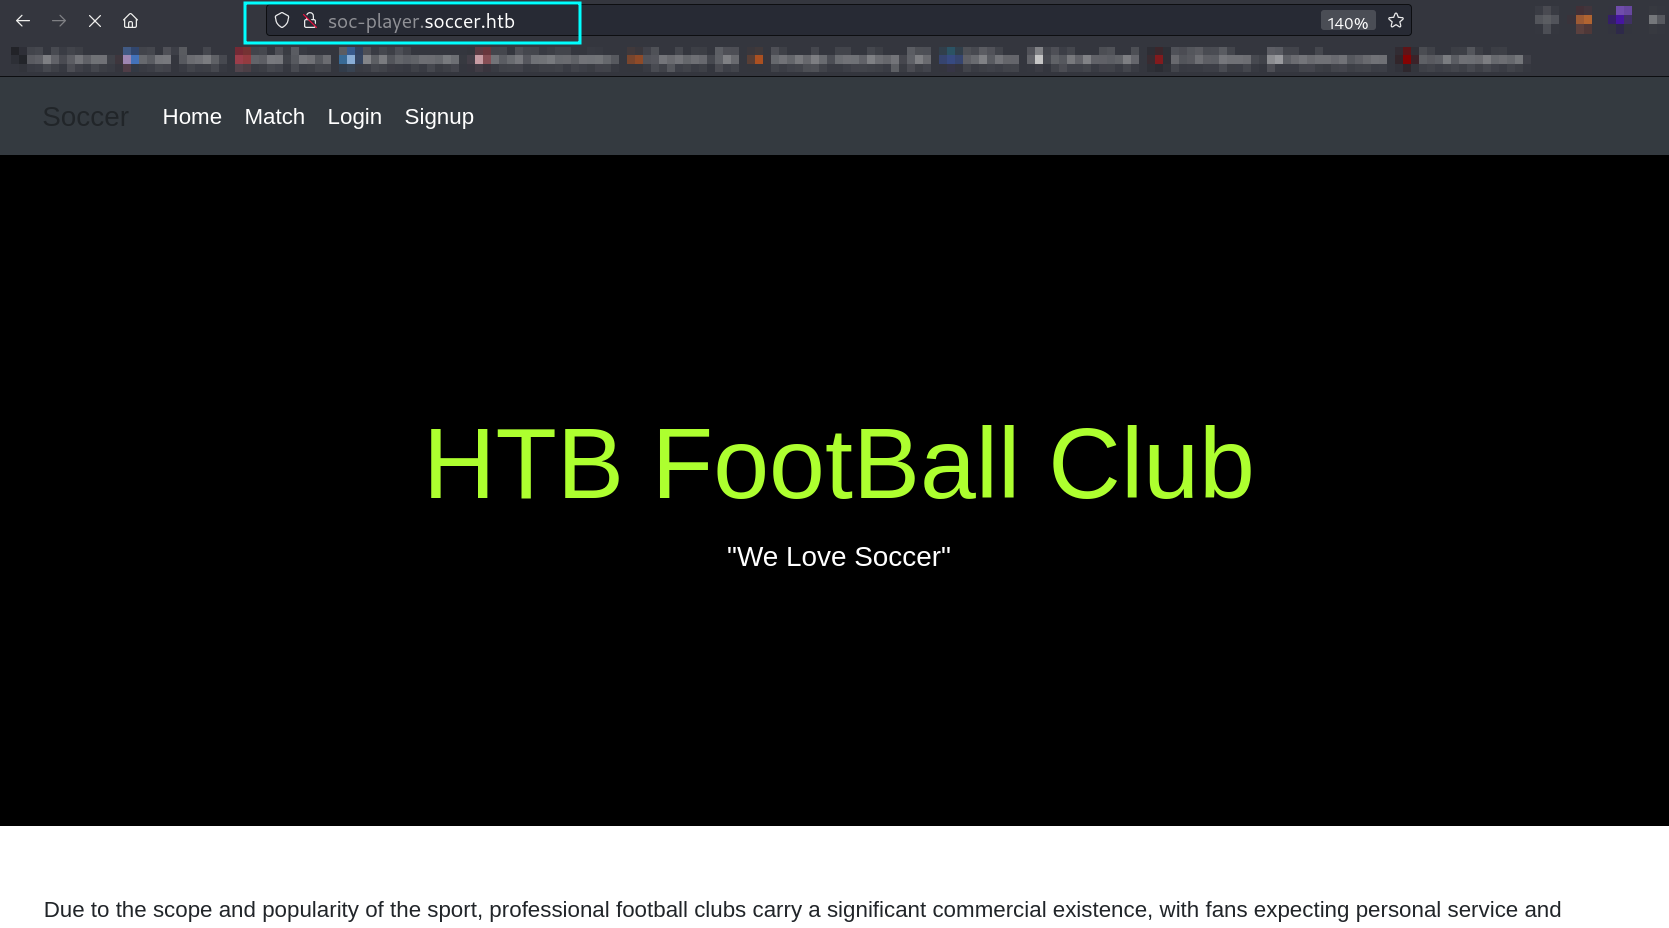 soc-player.soccer.htb 140%
Soccer Home Match Login Signup
HTB FootBall Club
"We Love Soccer"
Due to the scope and popularity of the sport, professional football clubs carry a significant commercial existence, with fans expecting personal service and